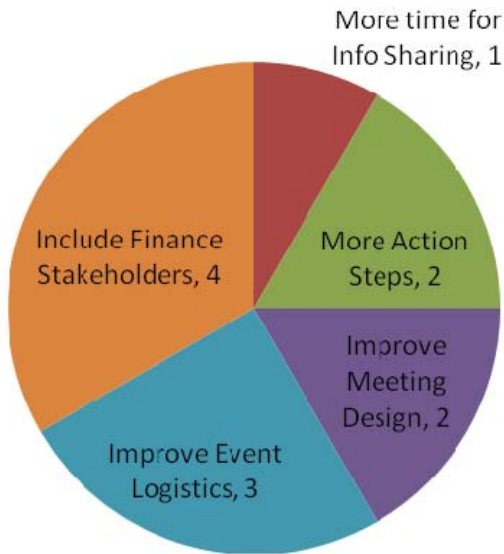 More time for
Info Sharing, 1
More Action
Steps, 2
Improve
Meeting
Design, 2
Improve Event
Logistics, 3
Include Finance
Stakeholders, 4